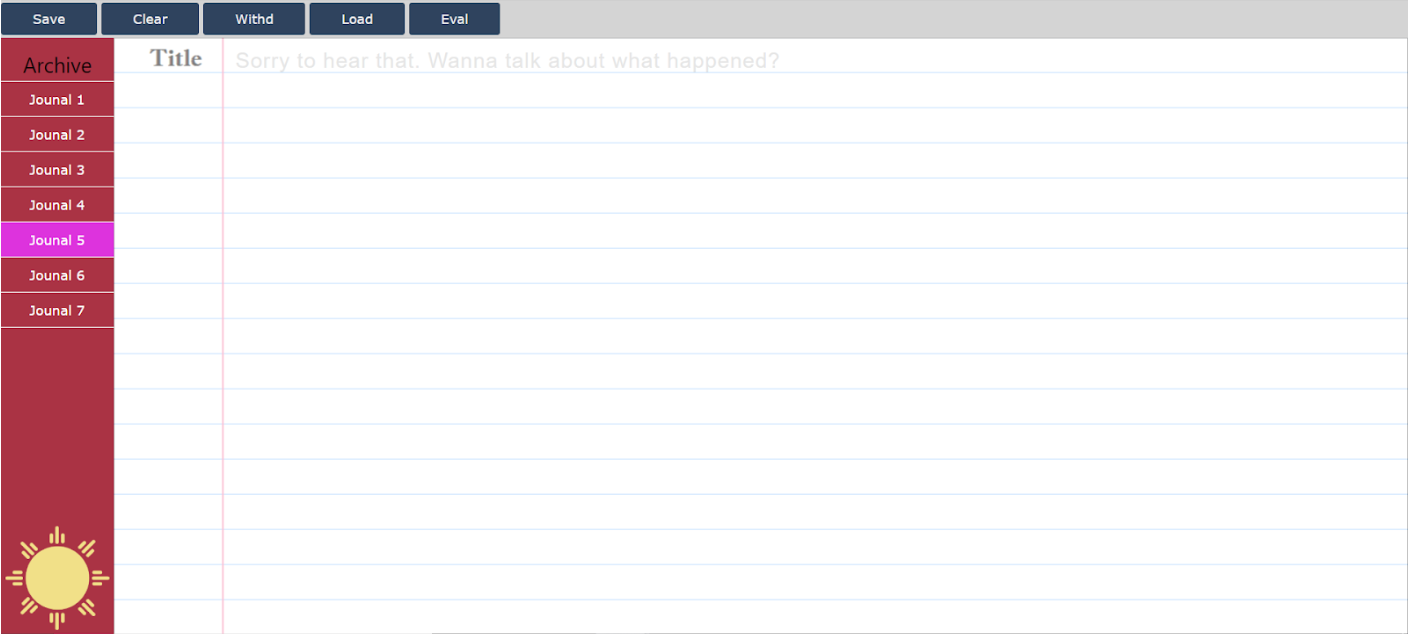 Save Clear Withd Load Eval
Archive
Title
Sorry to hear that. Wanna talk about what happened?
Jounal 1
Jounal 2
Jounal 3
Jounal 4
Jounal 5
Jounal 6
Jounal 7